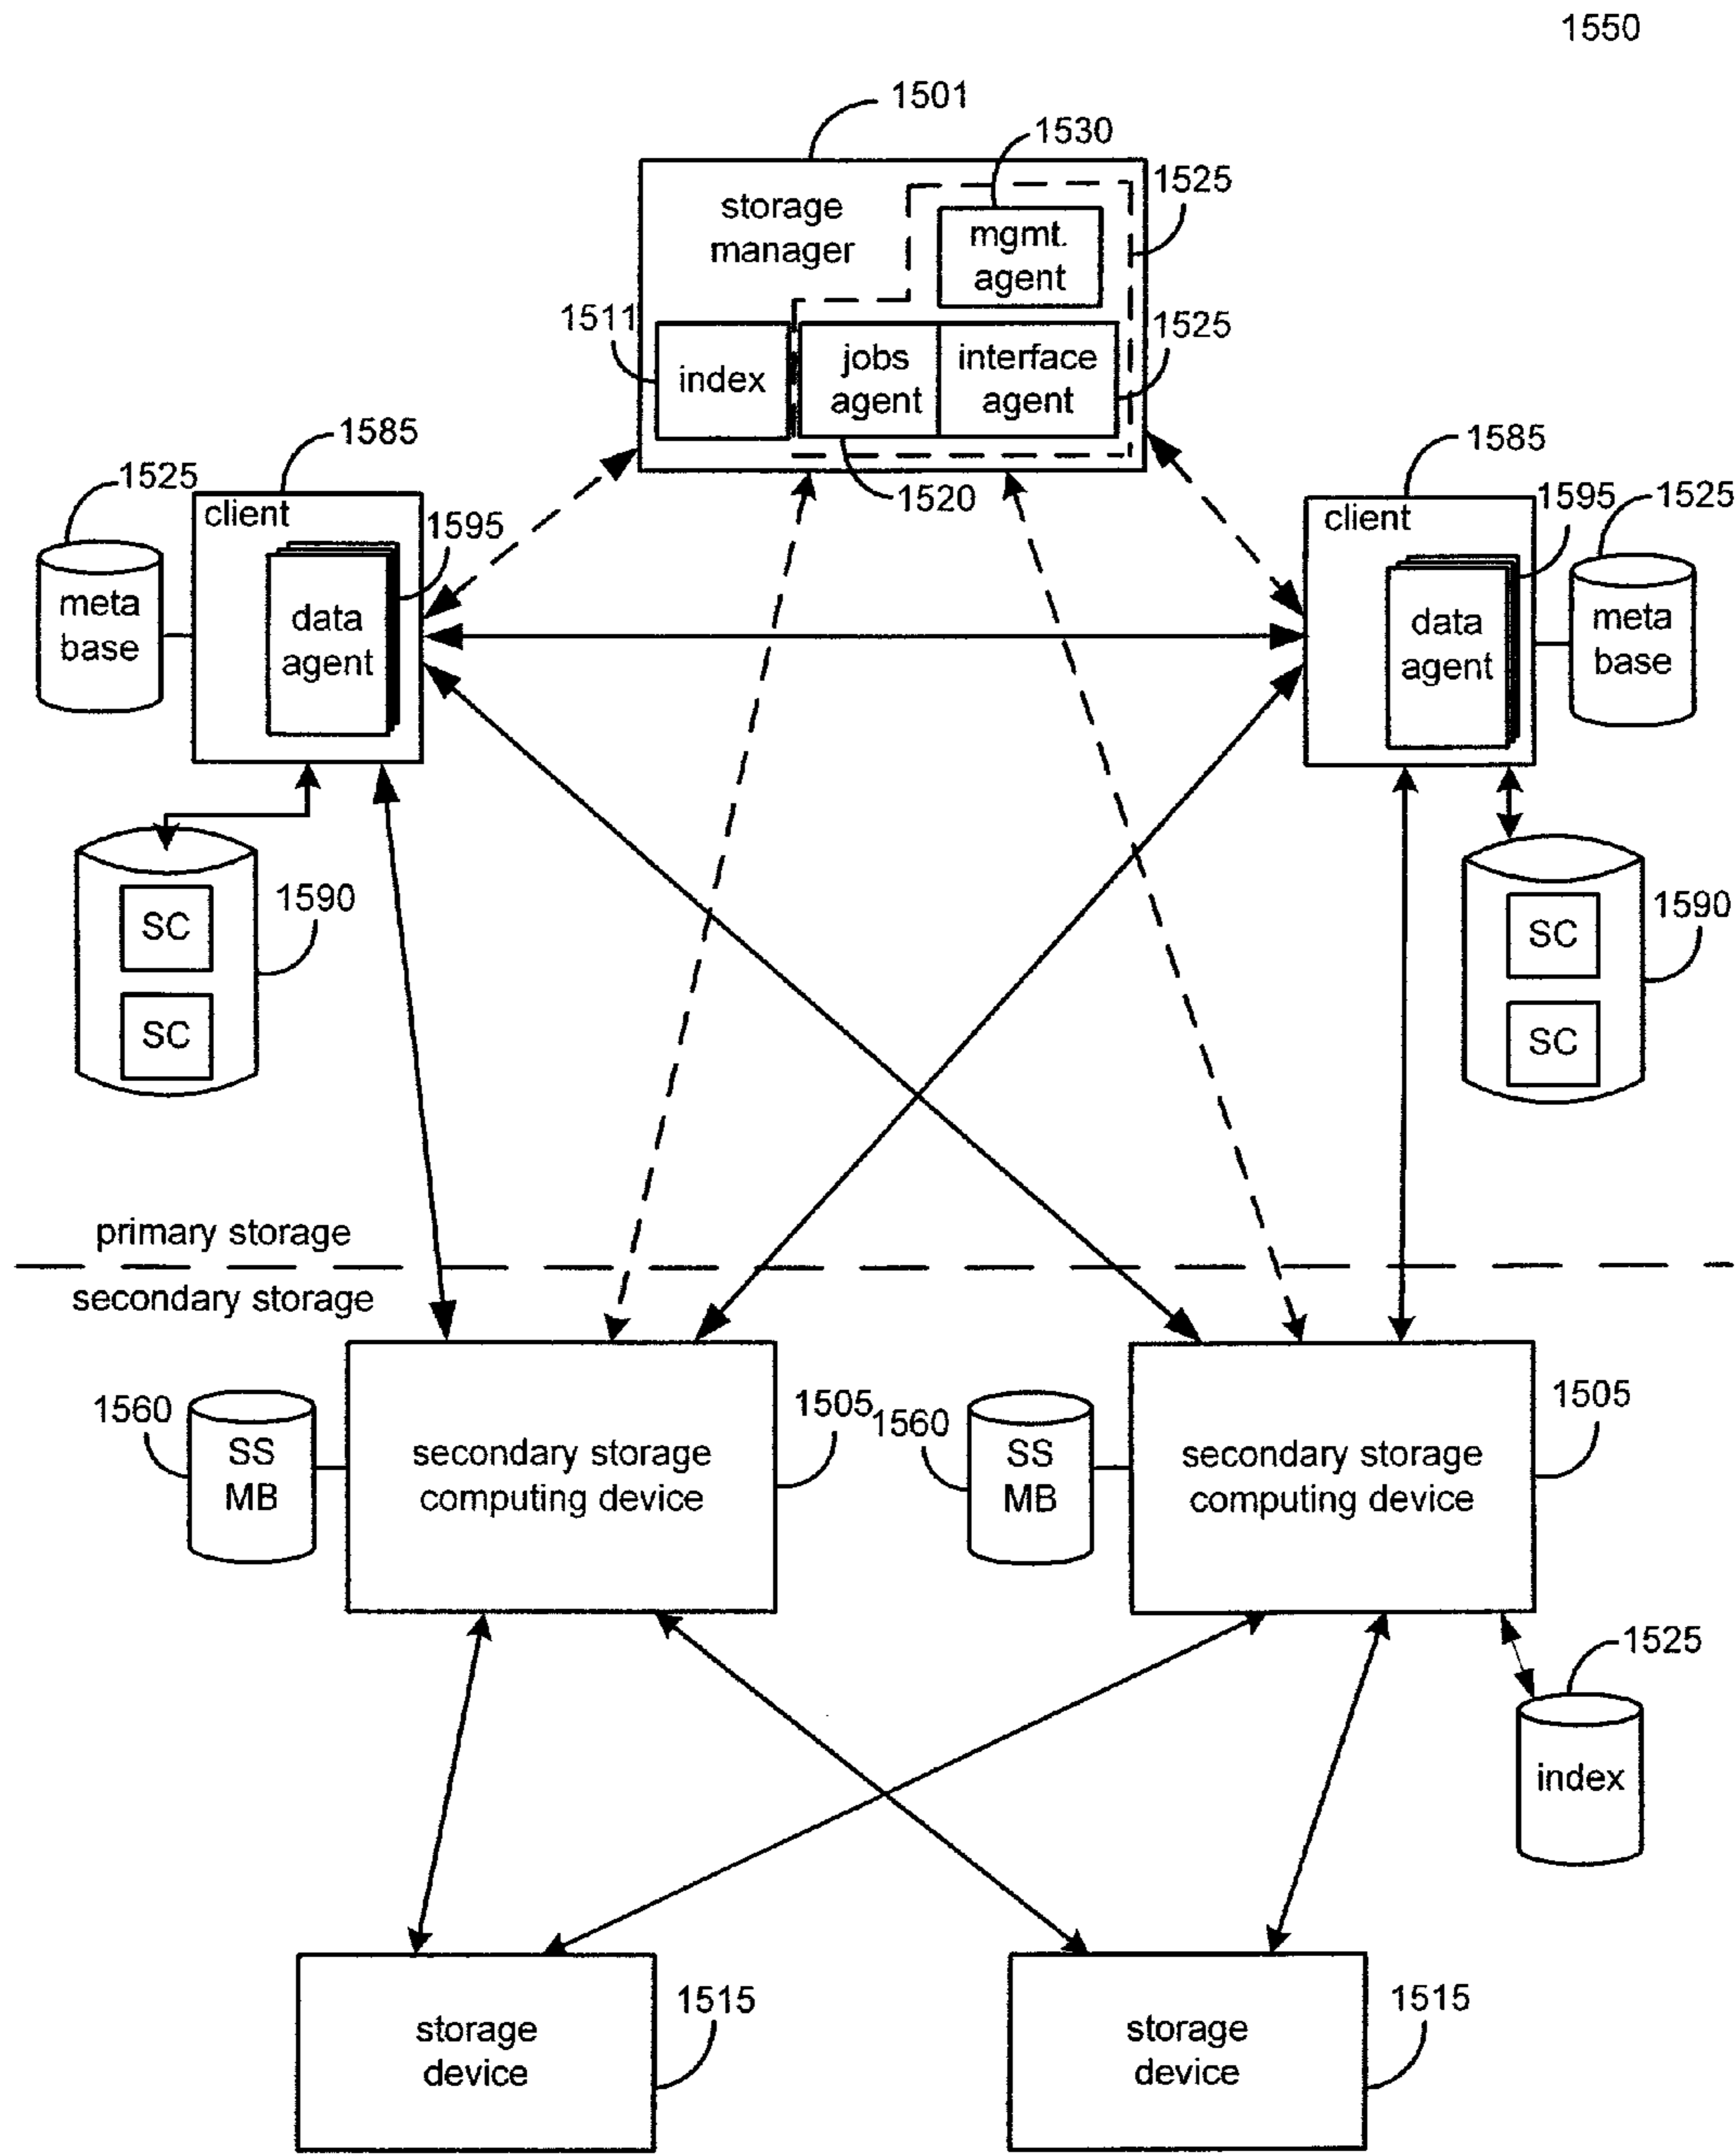 1550
1501
1530
1525
storage
manager
mgmt.
agent
1511
1525
index
jobs
agent
interface
agent
1520
1585
1585
1525
client
1595
client
1595
1525
meta
base
data
agent
data
agent
meta
base
1590
SC
SC
1590
SC
SC
primary storage
secondary storage
1560
SS
MB
1505
secondary storage
computing device
1560
SS
MB
1505
secondary storage
computing device
1525
index
1515
storage
device
1515
storage
device